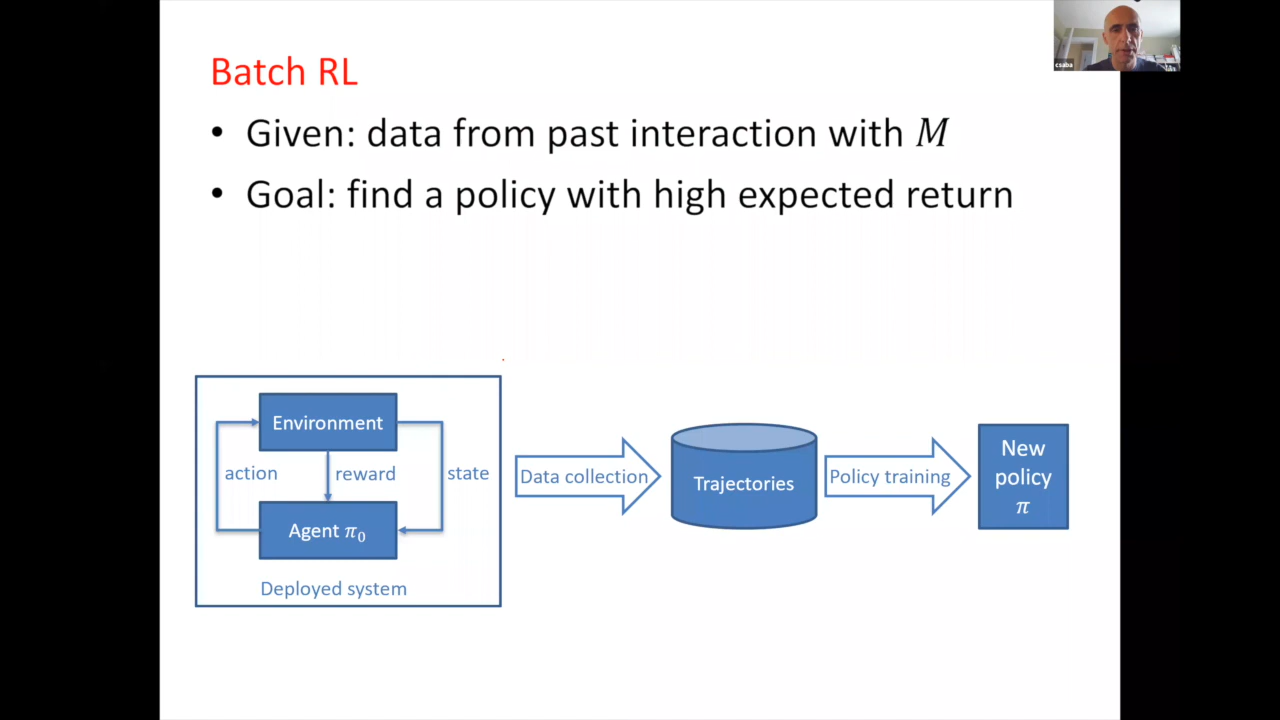 csaba
Batch RL
• Given: data from past interaction with M
• Goal: find a policy with high expected return
Environment
action
reward
state
Agent π₀
Deployed system
Data collection
Trajectories
Policy training
New
policy
π